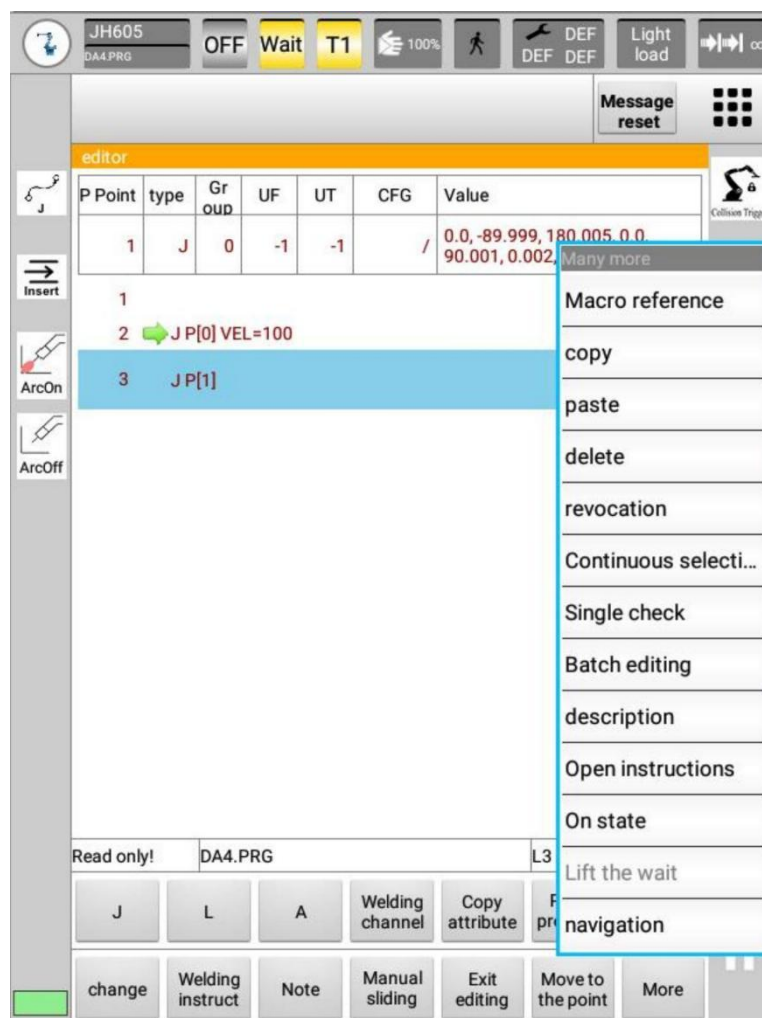 JH605
DA4.PRG
OFF
Wait
T1
100%
DEF
DEF DEF
Light
load
∞
Message
reset
editor
P Point type Gr
oup UF UT CFG Value
1 J 0 -1 -1 / 0.0, -89.999, 180.005, 0.0,
90.001, 0.002,
J
Insert
ArcOn
ArcOff
Collision Trigg
1
2 J P[0] VEL=100
3 J P[1]
Many more
Macro reference
copy
paste
delete
revocation
Continuous selecti...
Single check
Batch editing
description
Open instructions
On state
Lift the wait
navigation
Read only! DA4.PRG L3
J
L
A
Welding
channel
Copy
attribute
change
Welding
instruct
Note
Manual
sliding
Exit
editing
Move to
the point
More